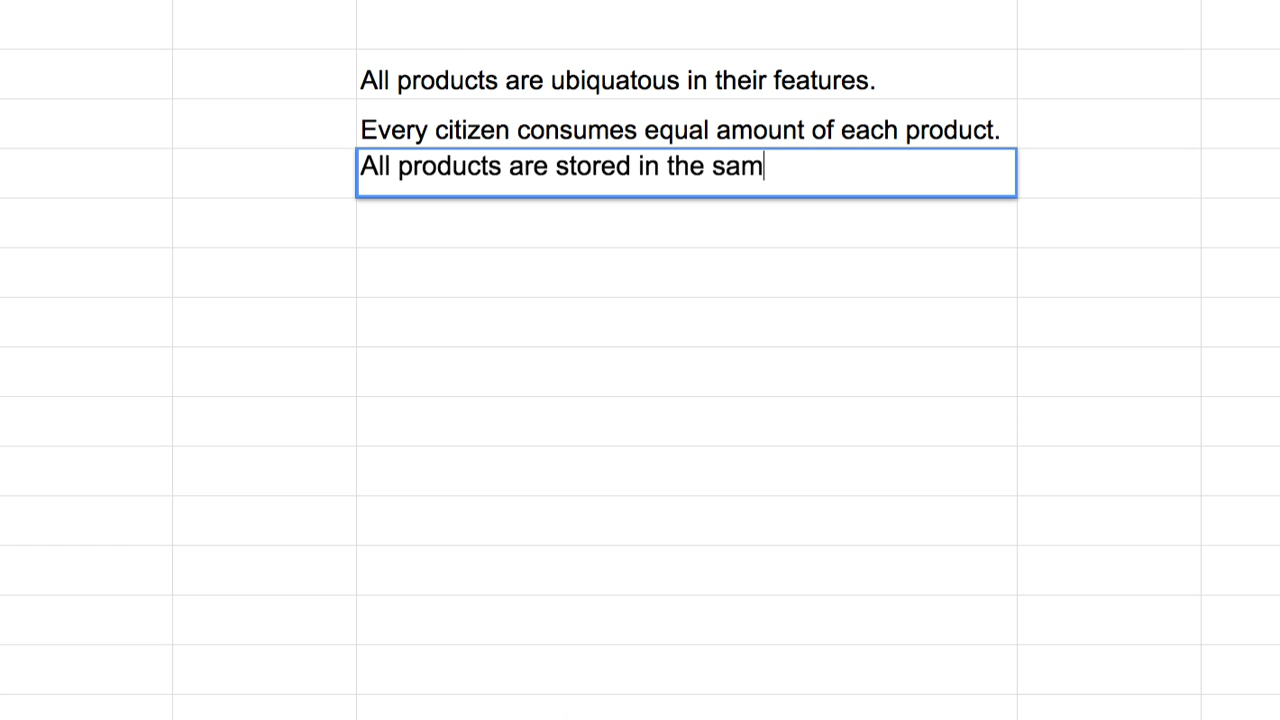 All products are ubiquatous in their features.
Every citizen consumes equal amount of each product.
All products are stored in the sam